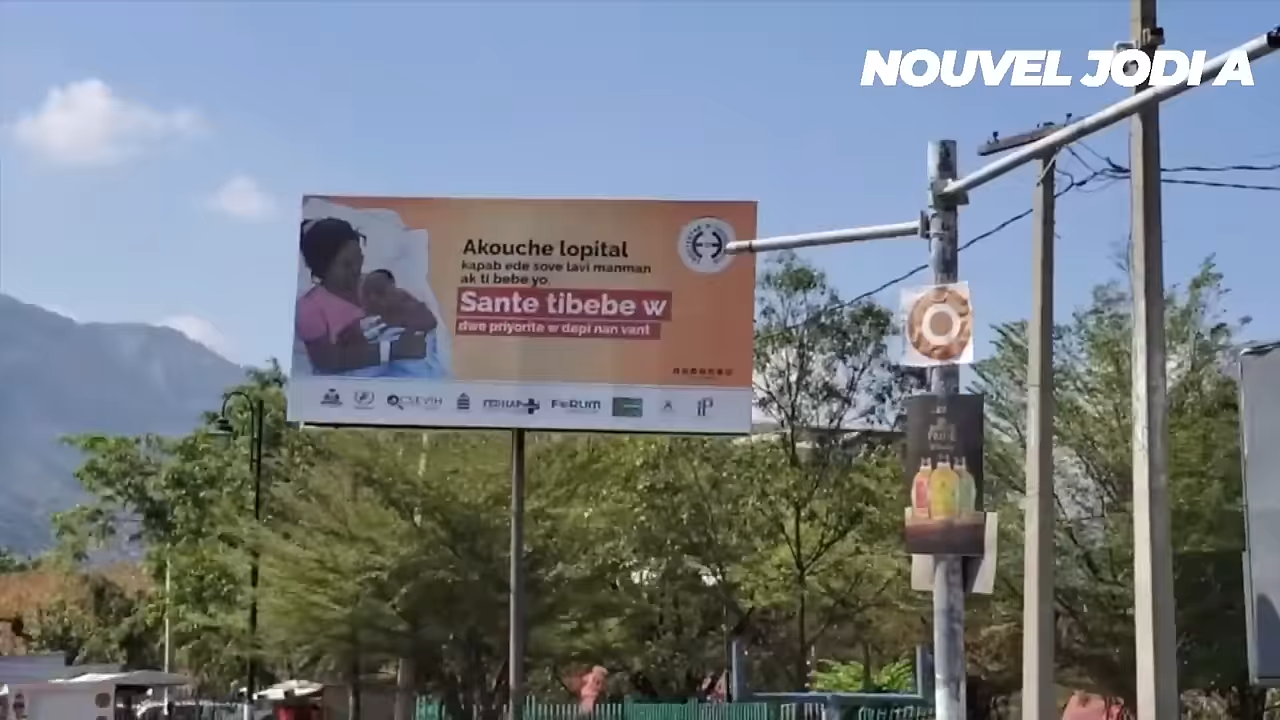 NOUVEL JODI A
Akouche lopital
kapab ede sove lavi manman
ak ti bebe yo.
Sante tibebe w
dwe priyorite w depi nan vant
CSEVIH
FORUM